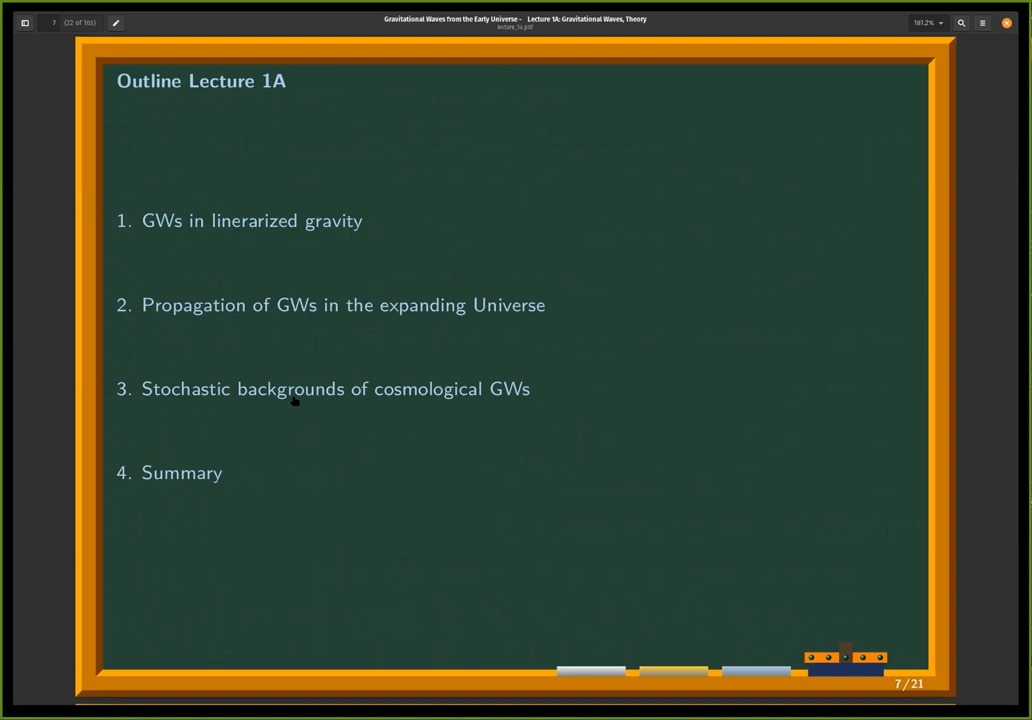 7 (22 of 103)
Gravitational Waves from the Early Universe - Lecture 1A: Gravitational Waves, Theory
lecture_1s.pdf
181.2%
Outline Lecture 1A
1. GWs in linerarized gravity
2. Propagation of GWs in the expanding Universe
3. Stochastic backgrounds of cosmological GWs
4. Summary
7/21